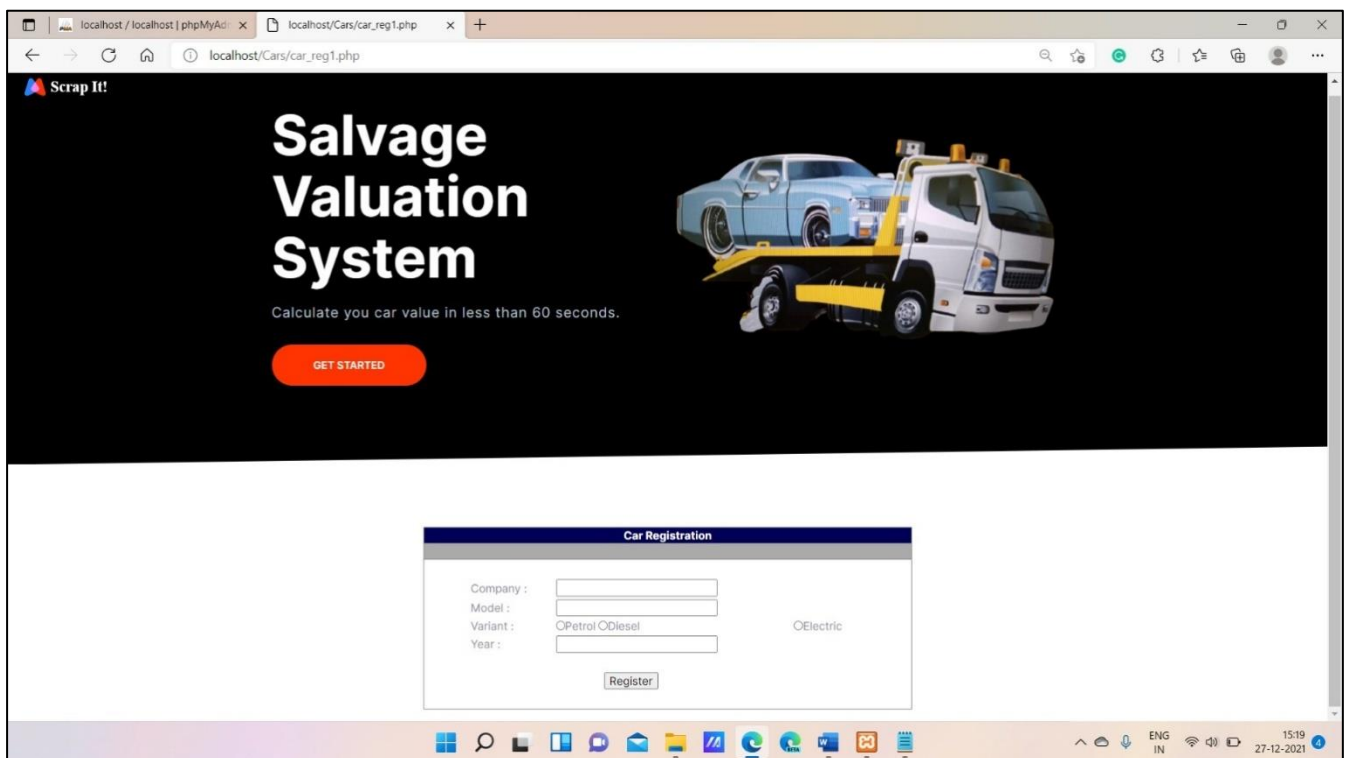 localhost / localhost | phpMyAd
localhost/Cars/car_reg1.php
localhost/Cars/car_reg1.php
Scrap It!
Salvage
Valuation
System
Calculate you car value in less than 60 seconds.
GET STARTED
Car Registration
Company :
Model :
Variant : Petrol Diesel Electric
Year :
Register
ENG
IN
15:19
27-12-2021
4